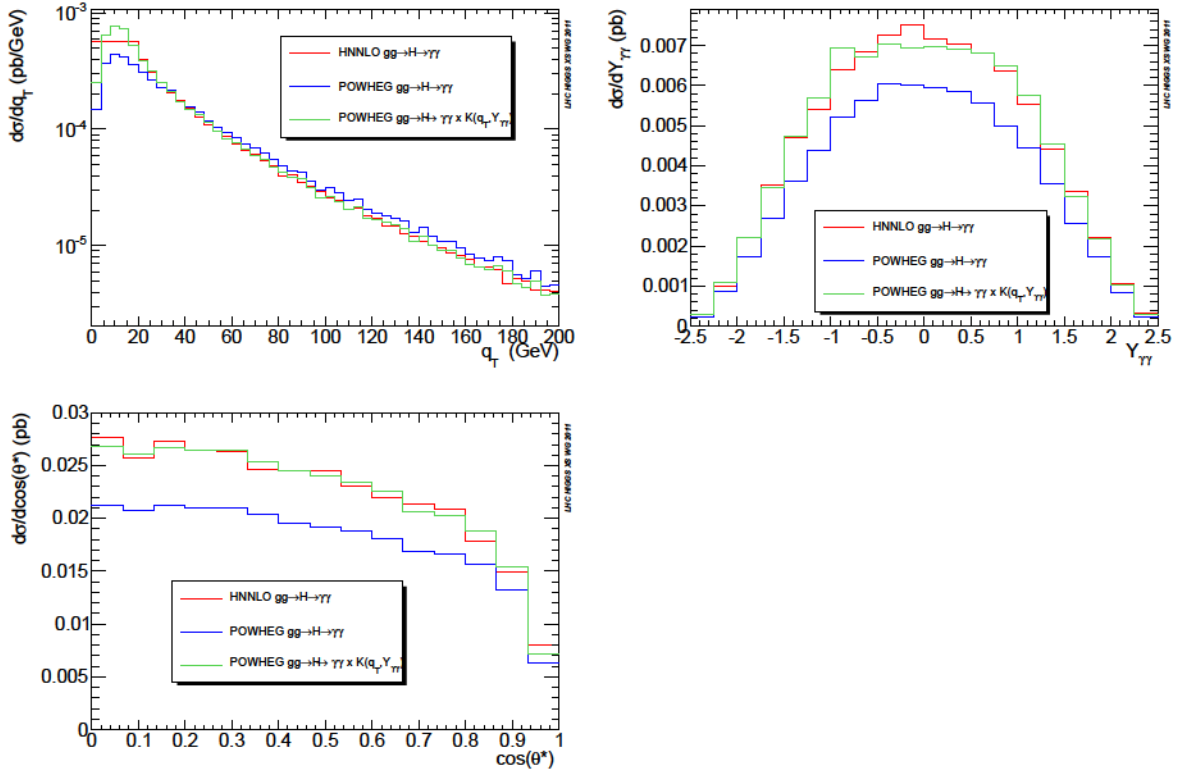 dσ/dq_T (pb/GeV)
10⁻³
10⁻⁴
10⁻⁵
HNNLO gg→H→γγ
POWHEG gg→H→γγ
POWHEG gg→H→ γγ x K(q_T,Y_γγ)
LHC HIGGS XS WG 2011
0 20 40 60 80 100 120 140 160 180 200
q_T (GeV)
dσ/dY_γγ (pb)
0.007
0.006
0.005
0.004
0.003
0.002
0.001
0
HNNLO gg→H→γγ
POWHEG gg→H→γγ
POWHEG gg→H→ γγ x K(q_T,Y_γγ)
LHC HIGGS XS WG 2011
-2.5 -2 -1.5 -1 -0.5 0 0.5 1 1.5 2 2.5
Y_γγ
dσ/dcos(θ*) (pb)
0.03
0.025
0.02
0.015
0.01
0.005
0
HNNLO gg→H→γγ
POWHEG gg→H→γγ
POWHEG gg→H→ γγ x K(q_T,Y_γγ)
LHC HIGGS XS WG 2011
0 0.1 0.2 0.3 0.4 0.5 0.6 0.7 0.8 0.9 1
cos(θ*)